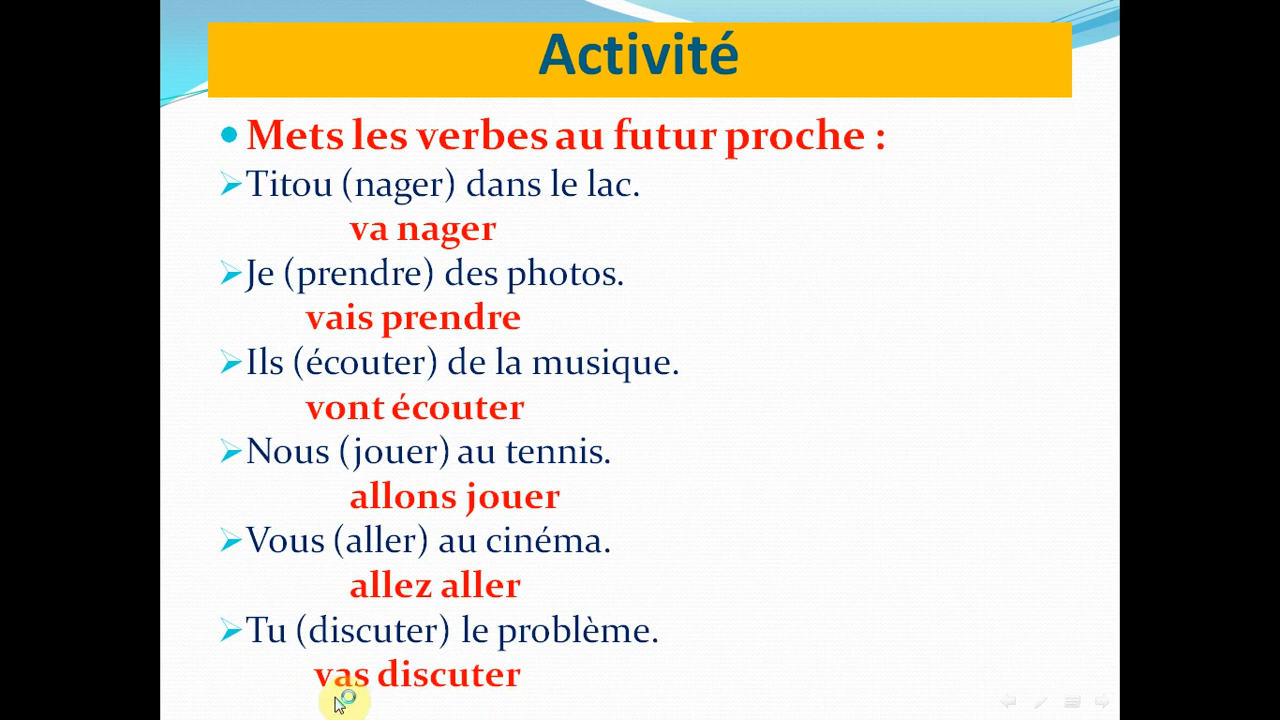 Activité
Mets les verbes au futur proche :
Titou (nager) dans le lac.
va nager
Je (prendre) des photos.
vais prendre
Ils (écouter) de la musique.
vont écouter
Nous (jouer) au tennis.
allons jouer
Vous (aller) au cinéma.
allez aller
Tu (discuter) le problème.
vas discuter